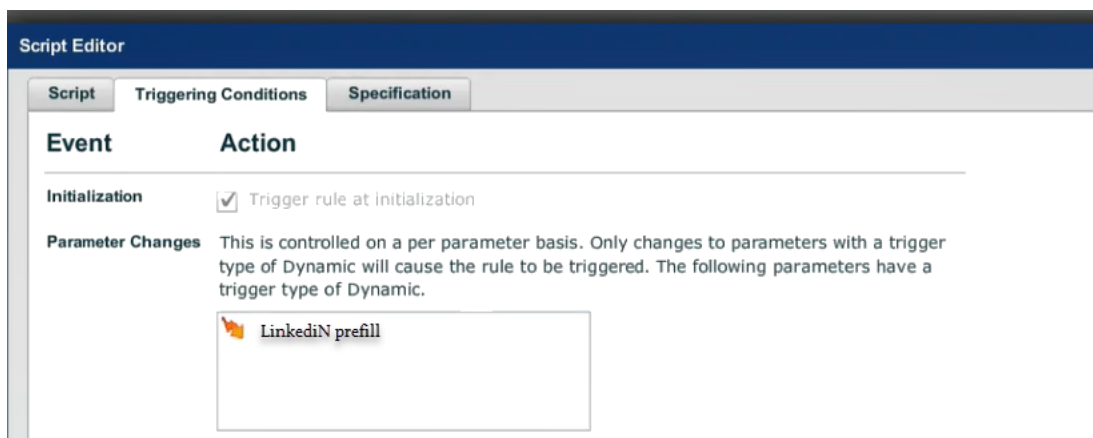 Script Editor
Script Triggering Conditions Specification
Event Action
Initialization Trigger rule at initialization
Parameter Changes This is controlled on a per parameter basis. Only changes to parameters with a trigger
type of Dynamic will cause the rule to be triggered. The following parameters have a
trigger type of Dynamic.
LinkediN prefill